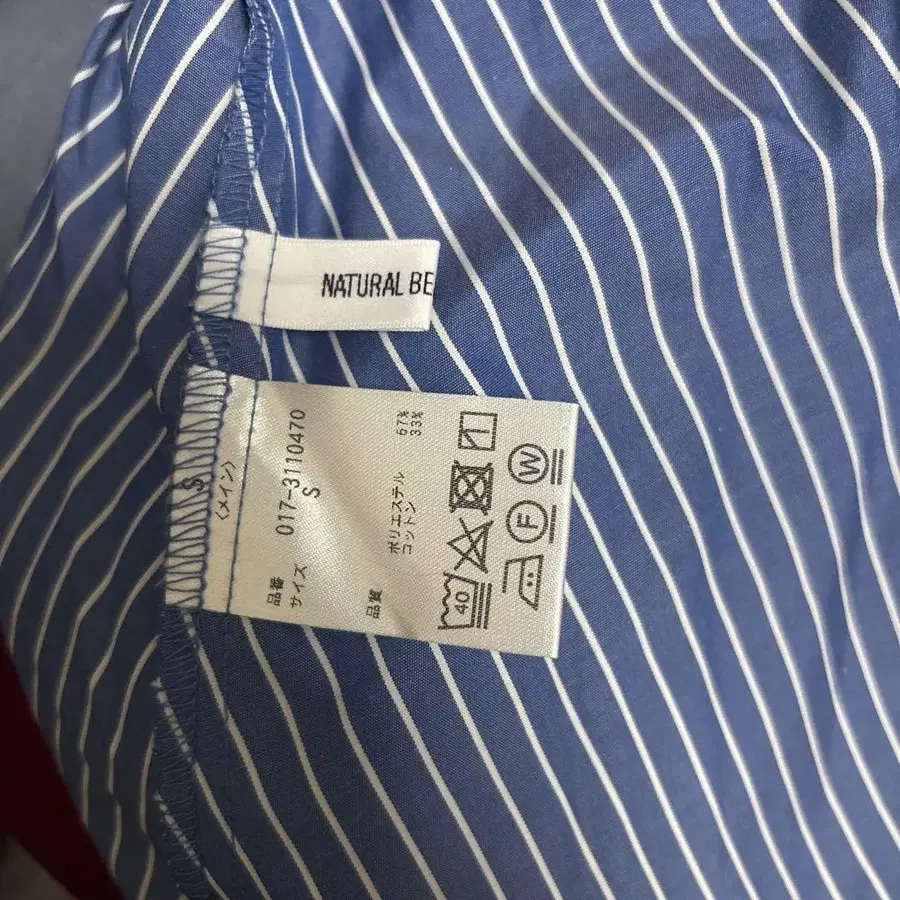 NATURAL BE
S
〈メイン〉
品番 017-3110470
サイズ S
品質 ポリエステル 67%
コットン 33%
40
W
F